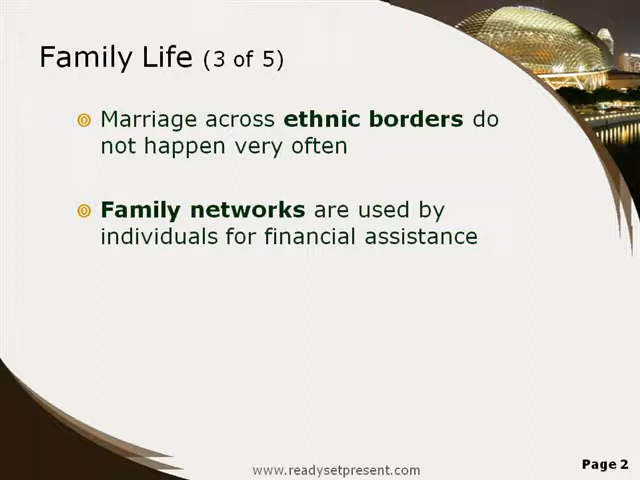 Family Life (3 of 5)
Marriage across ethnic borders do
not happen very often
Family networks are used by
individuals for financial assistance
www.readysetpresent.com
Page 2